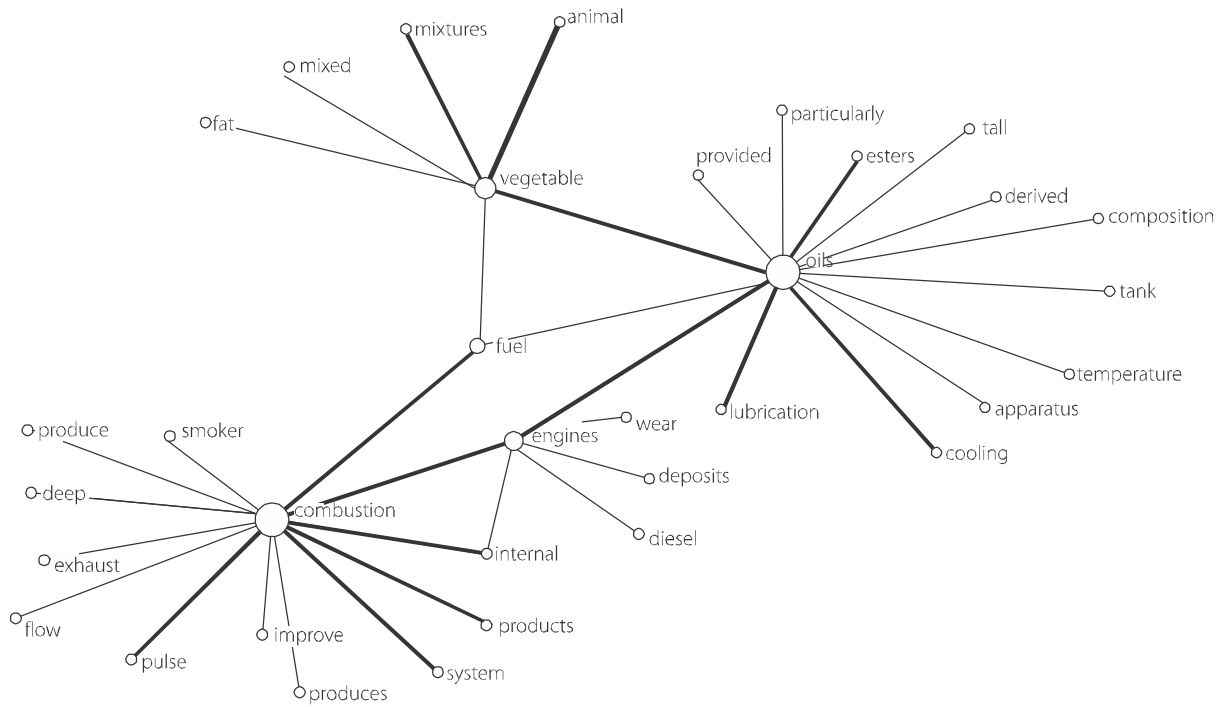 animal
mixtures
mixed
fat
vegetable
particularly
tall
provided
esters
derived
composition
oils
tank
fuel
temperature
lubrication
apparatus
wear
engines
cooling
produce
smoker
deposits
deep
combustion
diesel
internal
exhaust
flow
improve
products
pulse
system
produces